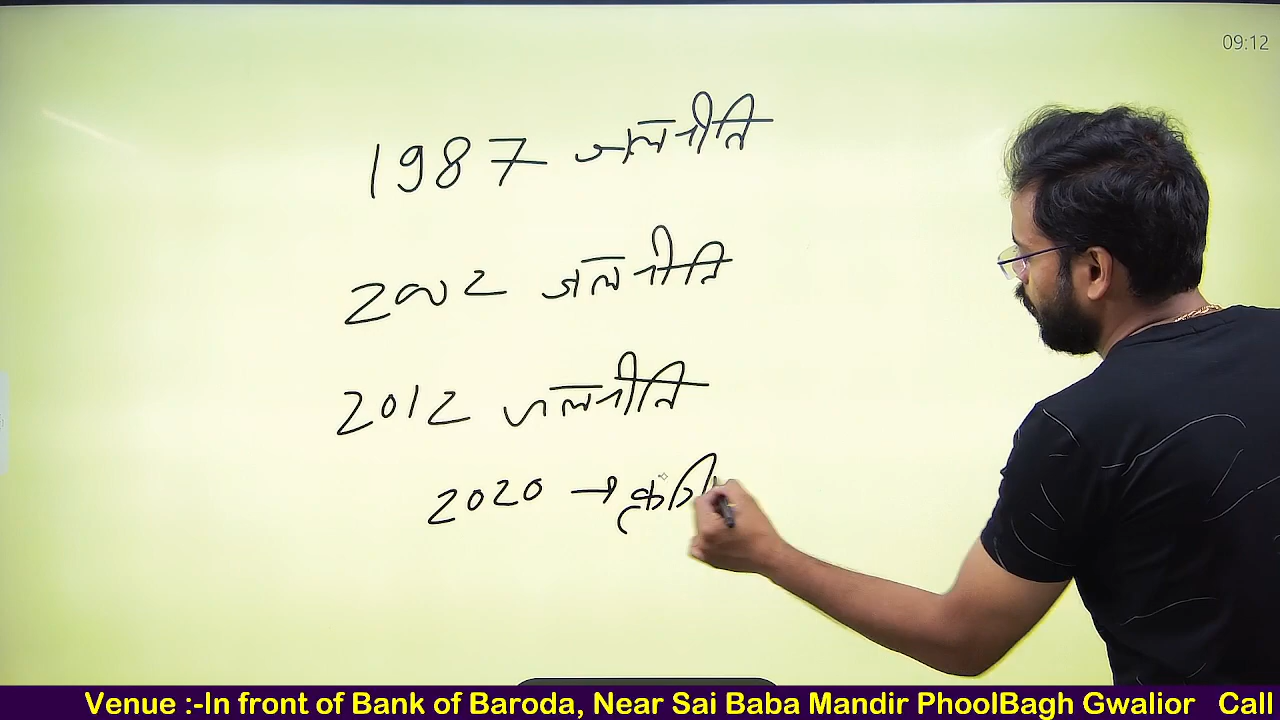 09:12
1987 जलनीति
2002 जलनीति
2012 जलनीति
2020 →
Venue :-In front of Bank of Baroda, Near Sai Baba Mandir PhoolBagh Gwalior Call